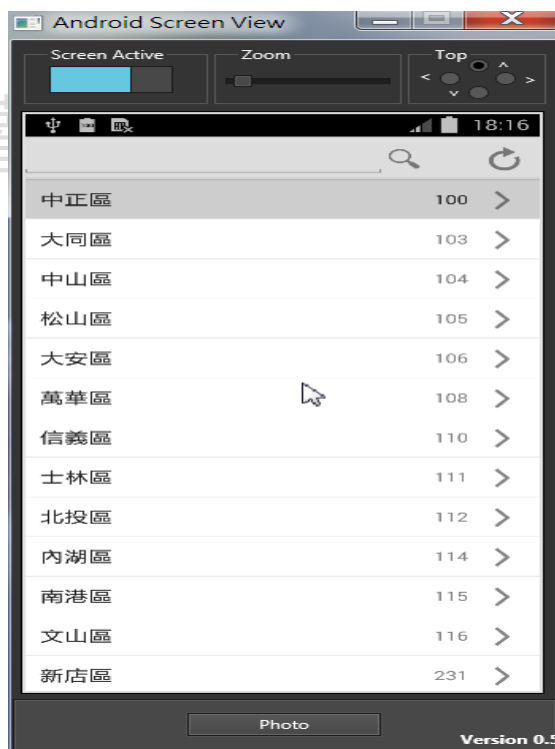 Android Screen View
Screen Active Zoom Top
18:16
中正區 100
大同區 103
中山區 104
松山區 105
大安區 106
萬華區 108
信義區 110
士林區 111
北投區 112
內湖區 114
南港區 115
文山區 116
新店區 231
Photo
Version 0.5